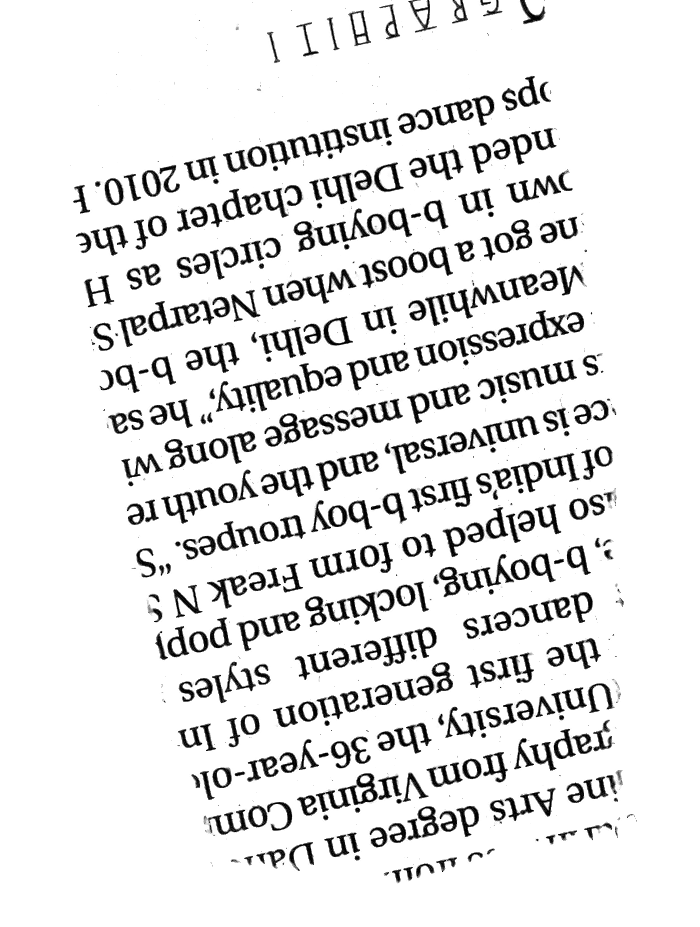 ine Arts degree in Dan
raphy from Virginia Com
University, the 36-year-ol
the first generation of In
dancers different styles
, b-boying, locking and popp
so helped to form Freak N S
of India's first b-boy troupes. “S
ce is universal, and the youth re
s music and message along wi
expression and equality,” he sa
Meanwhile in Delhi, the b-bo
ne got a boost when Netarpal S
own in b-boying circles as H
nded the Delhi chapter of the
ops dance institution in 2010.
GRAPHITI